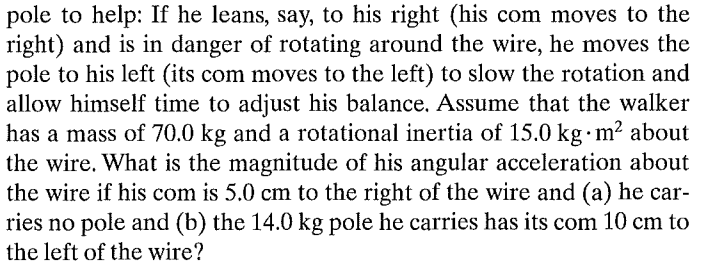 pole to help: If he leans, say, to his right (his com moves to the
right) and is in danger of rotating around the wire, he moves the
pole to his left (its com moves to the left) to slow the rotation and
allow himself time to adjust his balance. Assume that the walker
has a mass of 70.0 kg and a rotational inertia of 15.0 kg·m² about
the wire. What is the magnitude of his angular acceleration about
the wire if his com is 5.0 cm to the right of the wire and (a) he car-
ries no pole and (b) the 14.0 kg pole he carries has its com 10 cm to
the left of the wire?